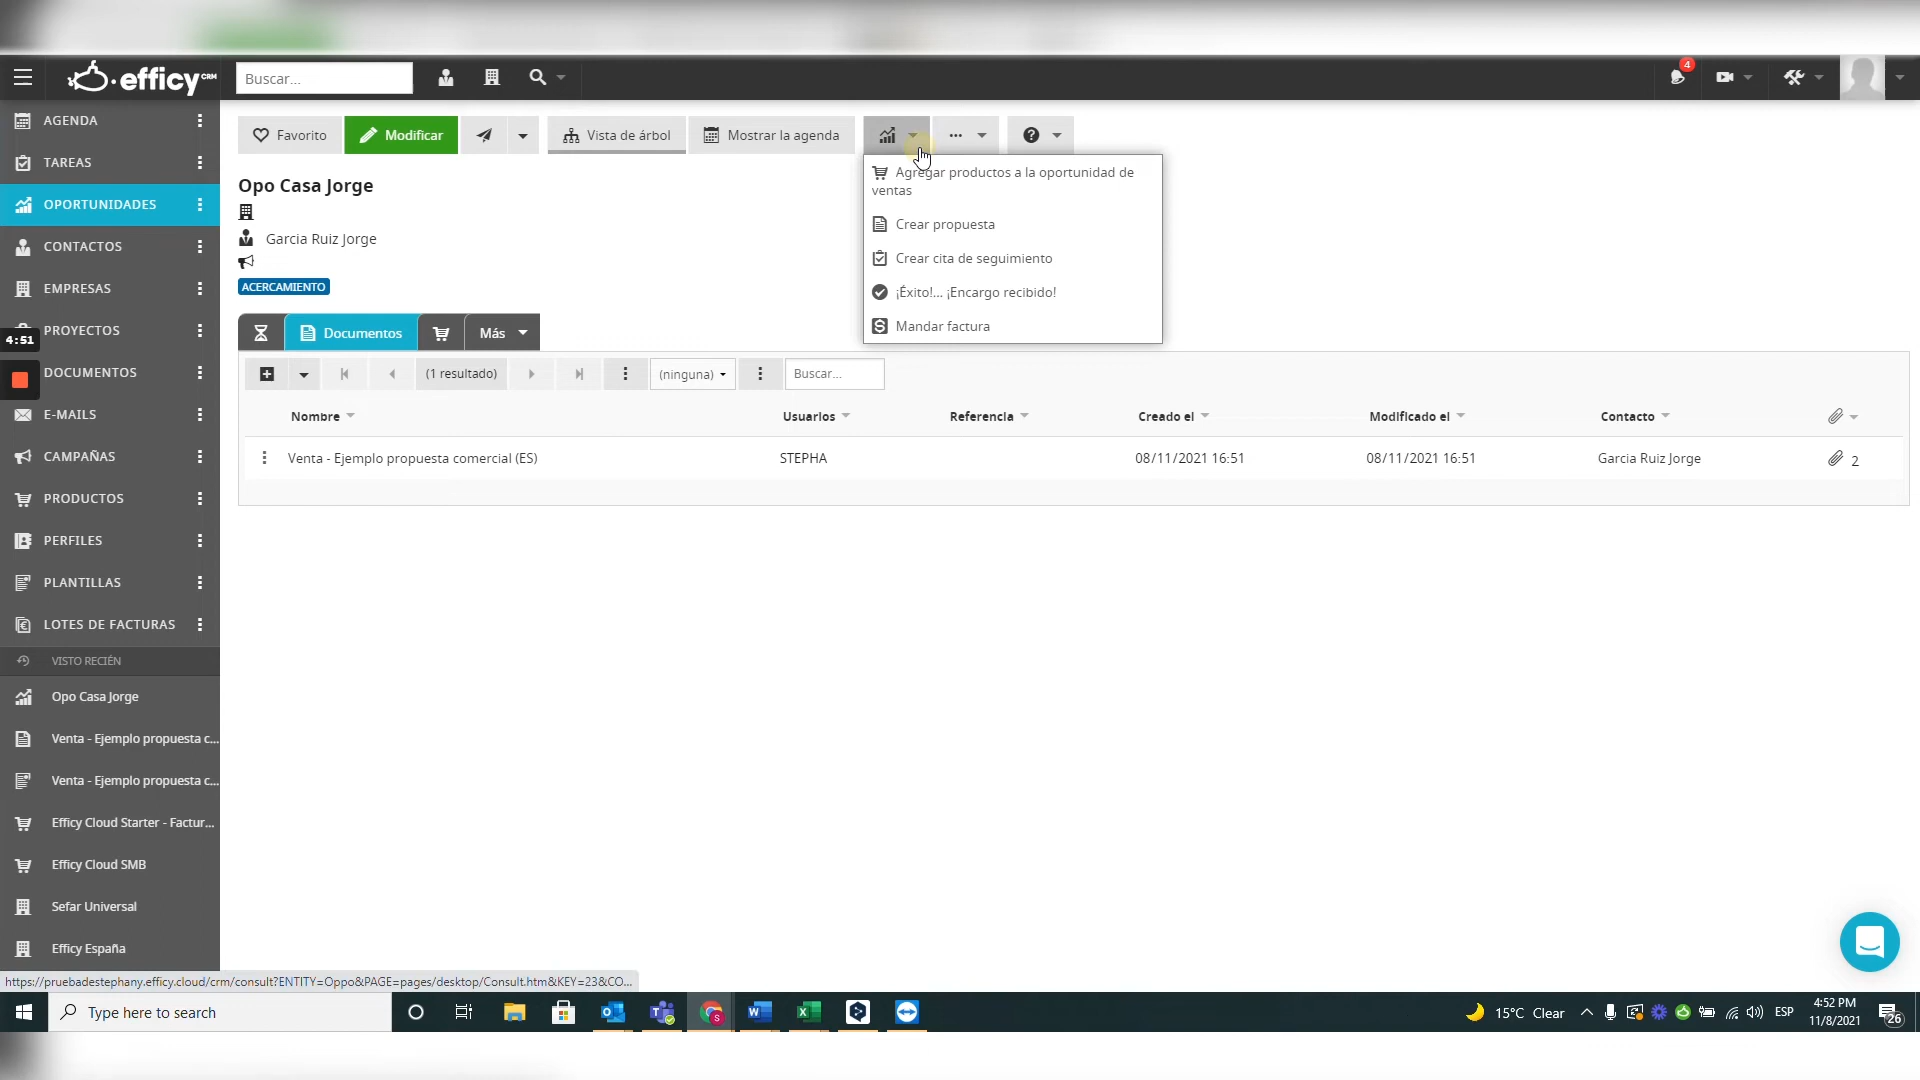 efficy CRM
Buscar...
4
AGENDA
TAREAS
OPORTUNIDADES
CONTACTOS
EMPRESAS
PROYECTOS
4:51
DOCUMENTOS
E-MAILS
CAMPAÑAS
PRODUCTOS
PERFILES
PLANTILLAS
LOTES DE FACTURAS
VISTO RECIÉN
Opo Casa Jorge
Venta - Ejemplo propuesta c...
Venta - Ejemplo propuesta c...
Efficy Cloud Starter - Factur...
Efficy Cloud SMB
Sefar Universal
Efficy España
Favorito
Modificar
Vista de árbol
Mostrar la agenda
Agregar productos a la oportunidad de
ventas
Crear propuesta
Crear cita de seguimiento
¡Éxito!... ¡Encargo recibido!
Mandar factura
Opo Casa Jorge
Garcia Ruiz Jorge
ACERCAMIENTO
Documentos
Más
(1 resultado)
(ninguna)
Buscar...
Nombre Usuarios Referencia Creado el Modificado el Contacto
Venta - Ejemplo propuesta comercial (ES) STEPHA 08/11/2021 16:51 08/11/2021 16:51 Garcia Ruiz Jorge 2
https://pruebadestephany.efficy.cloud/crm/consult?ENTITY=Oppo&PAGE=pages/desktop/Consult.htm&KEY=23&CO...
Type here to search
15°C Clear
ESP
4:52 PM
11/8/2021
26